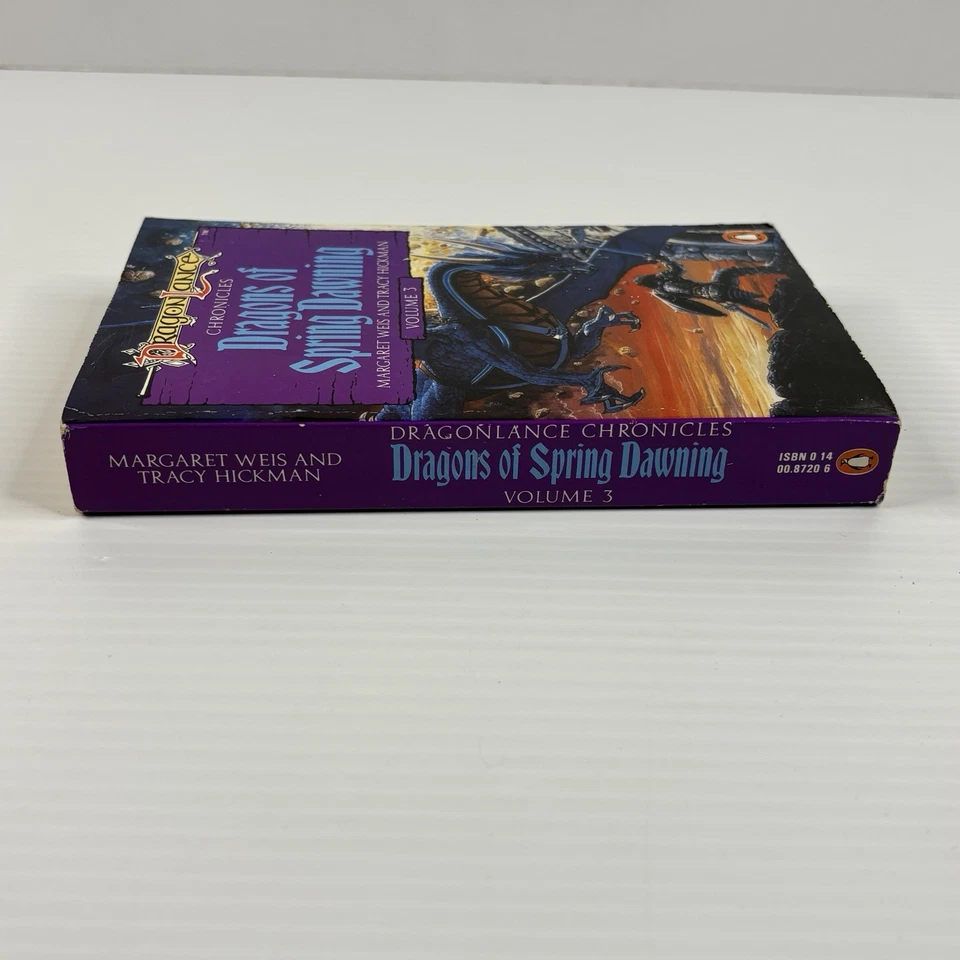 DRAGONLANCE
TM
CHRONICLES
Dragons of
Spring Dawning
MARGARET WEIS AND TRACY HICKMAN
VOLUME 3
MARGARET WEIS AND
TRACY HICKMAN
DRAGONLANCE CHRONICLES
Dragons of Spring Dawning
VOLUME 3
ISBN 0 14
00.8720 6